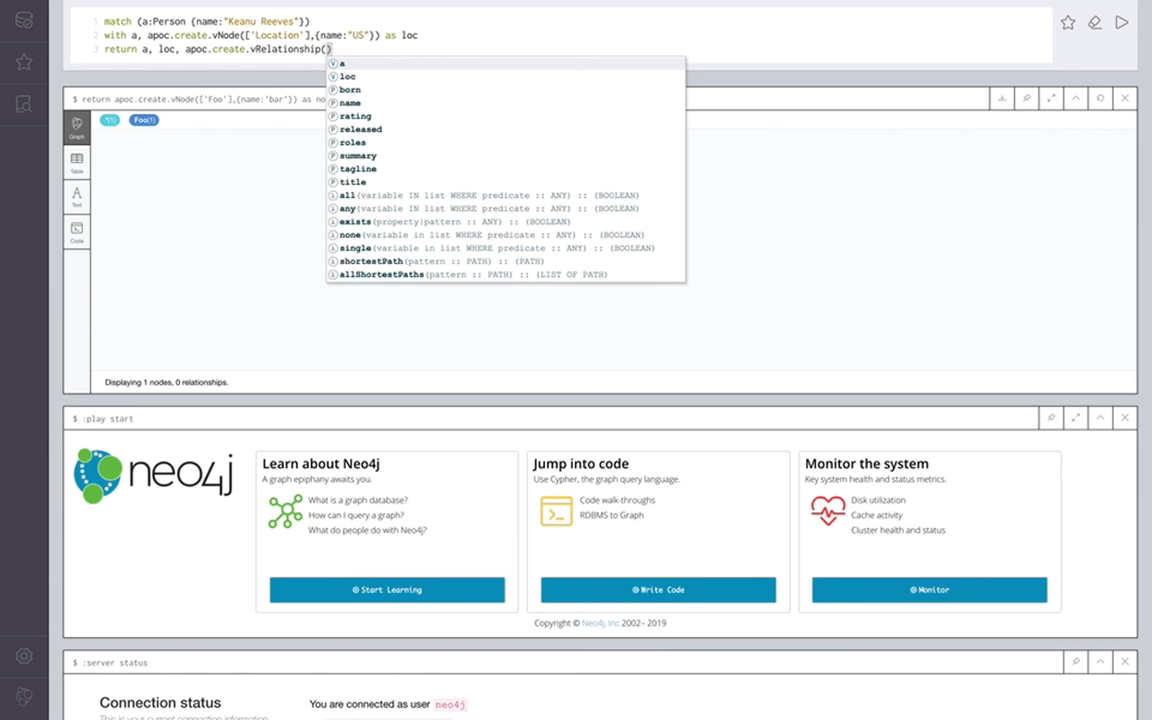 1 match (a:Person {name:"Keanu Reeves"})
2 with a, apoc.create.vNode(['Location'],{name:"US"}) as loc
3 return a, loc, apoc.create.vRelationship()
V a
V loc
P born
P name
P rating
P released
P roles
P summary
P tagline
P title
λ all(variable IN list WHERE predicate :: ANY) :: (BOOLEAN)
λ any(variable IN list WHERE predicate :: ANY) :: (BOOLEAN)
λ exists(property|pattern :: ANY) :: (BOOLEAN)
λ none(variable in list WHERE predicate :: ANY) :: (BOOLEAN)
λ single(variable in list WHERE predicate :: ANY) :: (BOOLEAN)
λ shortestPath(pattern :: PATH) :: (PATH)
λ allShortestPaths(pattern :: PATH) :: (LIST OF PATH)
$ return apoc.create.vNode(['Foo'],{name:'bar'}) as no
*(1) Foo(1)
Graph
Table
A
Text
Code
Displaying 1 nodes, 0 relationships.
$ :play start
neo4j
Learn about Neo4j
A graph epiphany awaits you.
What is a graph database?
How can I query a graph?
What do people do with Neo4j?
Start Learning
Jump into code
Use Cypher, the graph query language.
Code walk-throughs
RDBMS to Graph
Write Code
Monitor the system
Key system health and status metrics.
Disk utilization
Cache activity
Cluster health and status
Monitor
Copyright © Neo4j, Inc 2002– 2019
$ :server status
Connection status
This is your current connection information.
You are connected as user neo4j